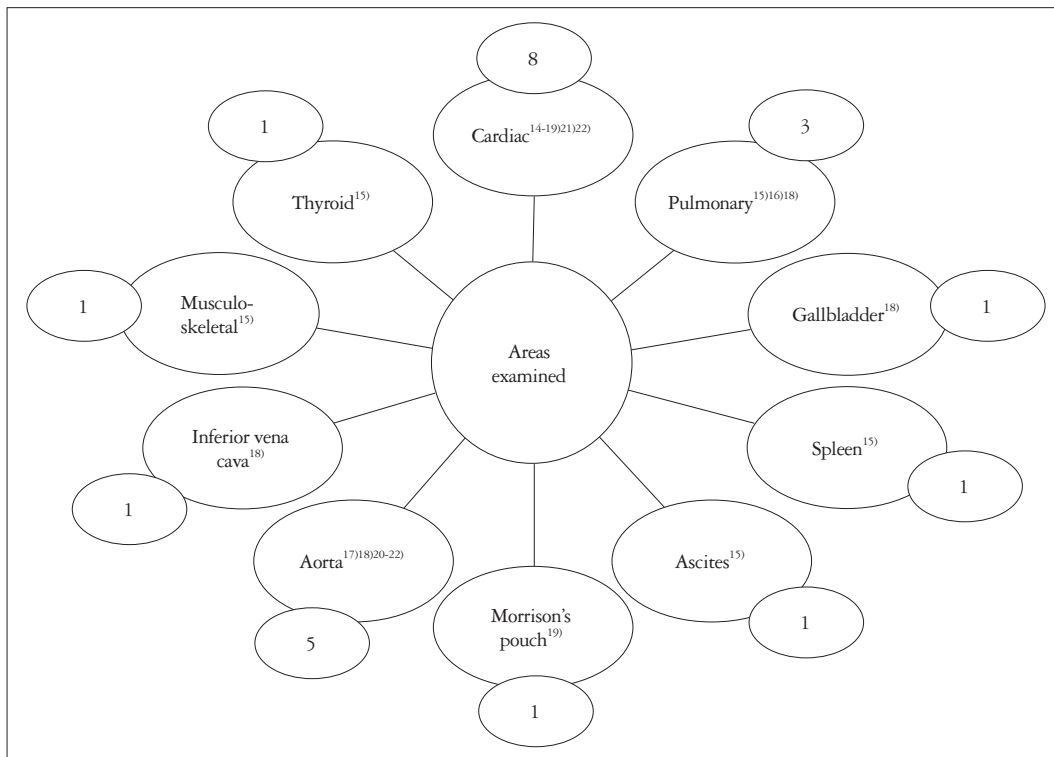 8
Cardiac14-19)21)22)
3
Pulmonary15)16)18)
1
Gallbladder18)
1
Spleen15)
1
Ascites15)
1
Morrison's
pouch19)
1
Aorta17)18)20-22)
5
Inferior vena
cava18)
1
Musculo-
skeletal15)
1
Thyroid15)
Areas
examined
1